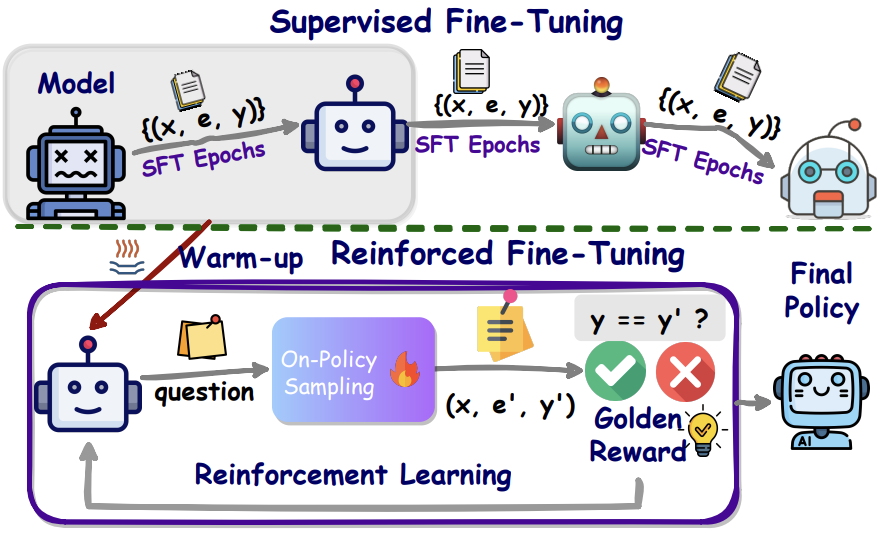 Supervised Fine-Tuning
Model
{(x, e, y)}
SFT Epochs
{(x, e, y)}
SFT Epochs
{(x, e, y)}
SFT Epochs
Warm-up
Reinforced Fine-Tuning
question
On-Policy
Sampling
(x, e', y')
y == y' ?
Golden
Reward
Reinforcement Learning
Final
Policy
AI